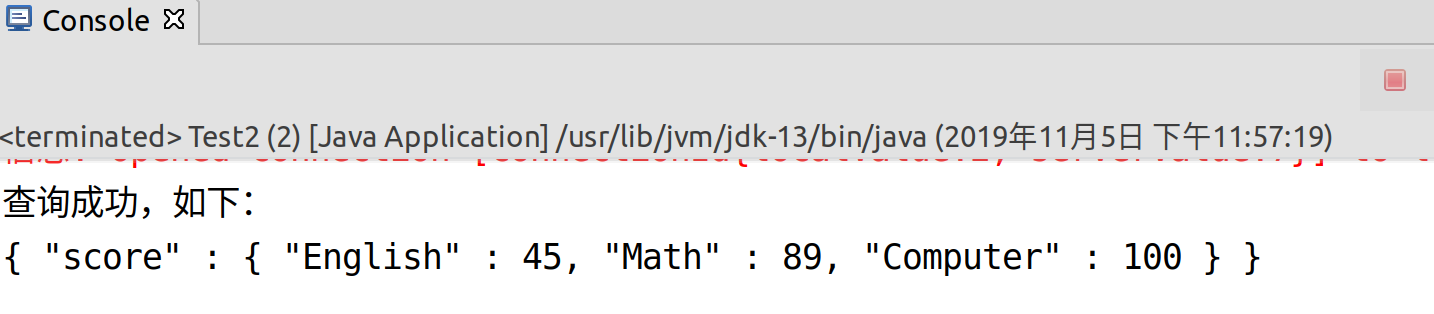 Console
<terminated> Test2 (2) [Java Application] /usr/lib/jvm/jdk-13/bin/java (2019年11月5日 下午11:57:19)
查询成功，如下：
{ "score" : { "English" : 45, "Math" : 89, "Computer" : 100 } }